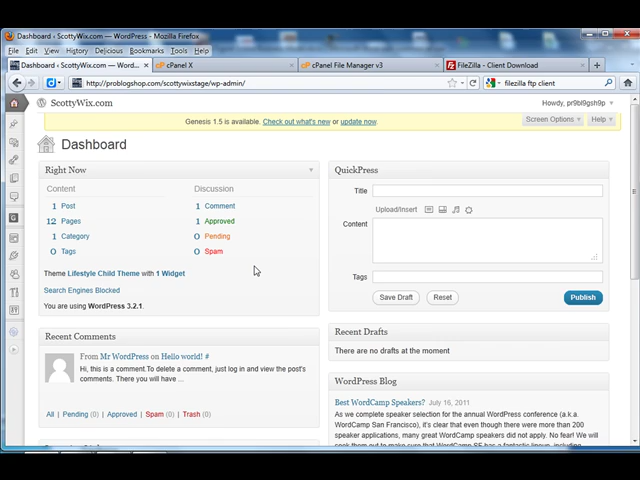 Dashboard ‹ ScottyWix.com — WordPress - Mozilla Firefox
File Edit View History Delicious Bookmarks Tools Help
Dashboard ‹ ScottyWix.com — WordPress ... cPanel X cPanel File Manager v3 FileZilla - Client Download
http://problogshop.com/scottywixstage/wp-admin/ filezilla ftp client
ScottyWix.com Howdy, pr9bl9gsh9p
Genesis 1.5 is available. Check out what's new or update now. Screen Options Help
Dashboard
Right Now
Content Discussion
1 Post 1 Comment
12 Pages 1 Approved
1 Category 0 Pending
0 Tags 0 Spam
Theme Lifestyle Child Theme with 1 Widget
Search Engines Blocked
You are using WordPress 3.2.1.
Recent Comments
From Mr WordPress on Hello world! #
Hi, this is a comment.To delete a comment, just log in and view the post's
comments. There you will have ...
All | Pending (0) | Approved | Spam (0) | Trash (0)
QuickPress
Title
Upload/Insert
Content
Tags
Save Draft Reset Publish
Recent Drafts
There are no drafts at the moment
WordPress Blog
Best WordCamp Speakers? July 16, 2011
As we complete speaker selection for the annual WordPress conference (a.k.a.
WordCamp San Francisco), it's clear that even though there were more than 200
speaker applications, many great WordCampers did not apply. No fear! We will